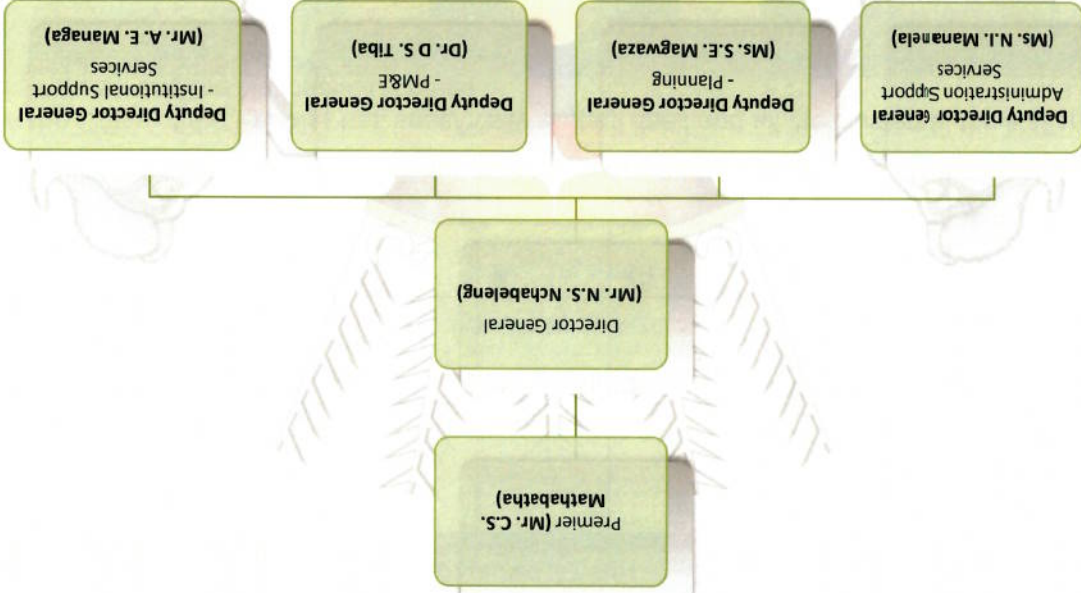 Premier (Mr. C.S.
Mathabatha)
Director General
(Mr. N.S. Nchabeleng)
Deputy Director General
Administration Support
Services
(Ms. N.I. Manamela)
Deputy Director General
- Planning
(Ms. S.E. Magwaza)
Deputy Director General
- PM&E
(Dr. D S. Tiba)
Deputy Director General
- Institutional Support
Services
(Mr. A. E. Managa)